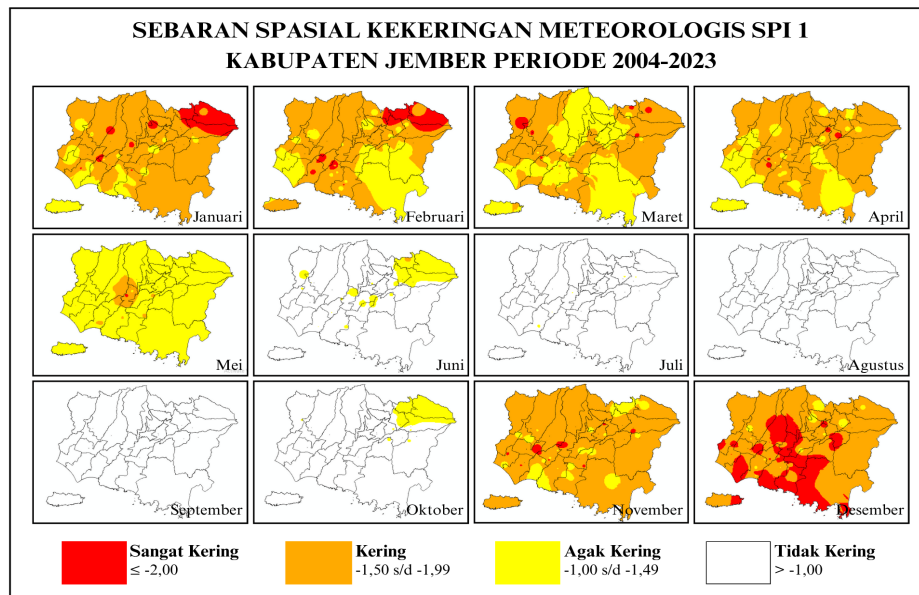 SEBARAN SPASIAL KEKERINGAN METEOROLOGIS SPI 1
KABUPATEN JEMBER PERIODE 2004-2023
Januari
Februari
Maret
April
Mei
Juni
Juli
Agustus
September
Oktober
November
Desember
Sangat Kering
≤ -2,00
Kering
-1,50 s/d -1,99
Agak Kering
-1,00 s/d -1,49
Tidak Kering
> -1,00